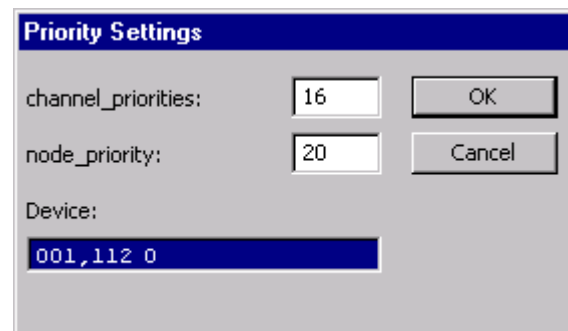 Priority Settings
channel_priorities: 16 OK
node_priority: 20 Cancel
Device:
001,112 0